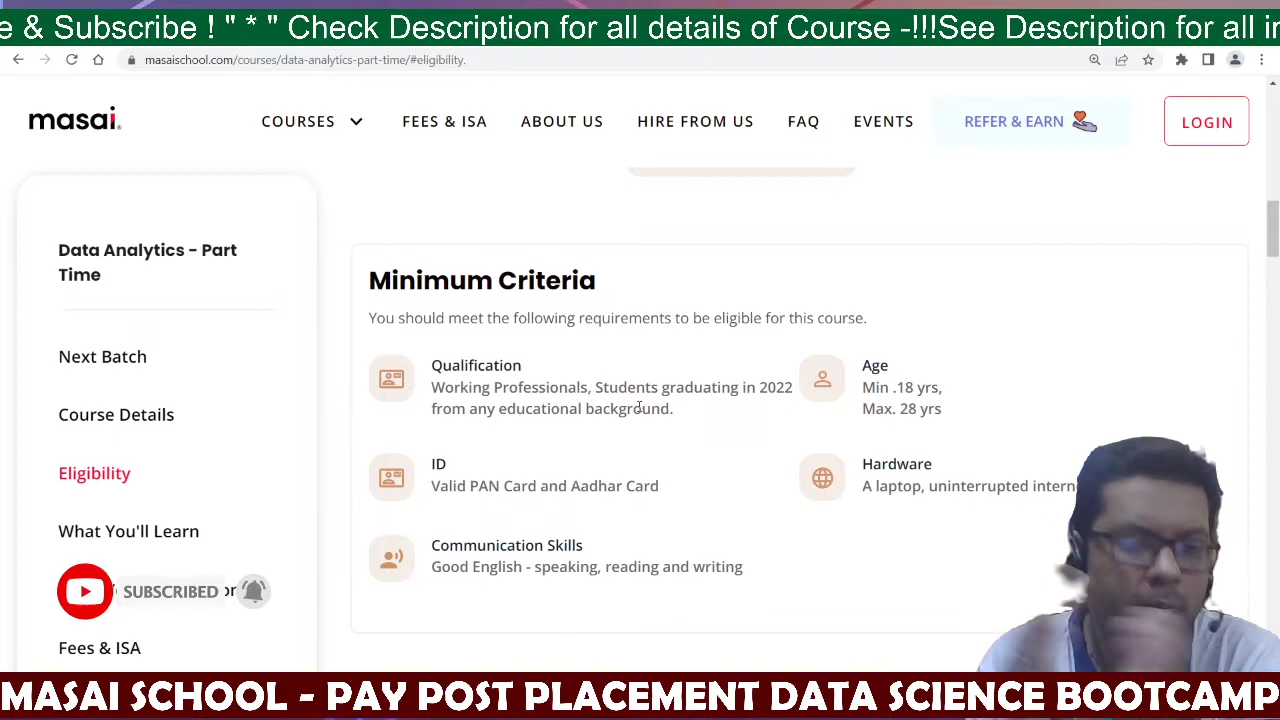 e & Subscribe ! " * " Check Description for all details of Course -!!!See Description for all in
masaischool.com/courses/data-analytics-part-time/#eligibility.
masai.
COURSES
FEES & ISA
ABOUT US
HIRE FROM US
FAQ
EVENTS
REFER & EARN
LOGIN
Data Analytics - Part
Time
Next Batch
Course Details
Eligibility
What You'll Learn
SUBSCRIBED
or
Fees & ISA
Minimum Criteria
You should meet the following requirements to be eligible for this course.
Qualification
Working Professionals, Students graduating in 2022
from any educational background.
Age
Min .18 yrs,
Max. 28 yrs
ID
Valid PAN Card and Aadhar Card
Hardware
A laptop, uninterrupted intern
Communication Skills
Good English - speaking, reading and writing
MASAI SCHOOL - PAY POST PLACEMENT DATA SCIENCE BOOTCAMP